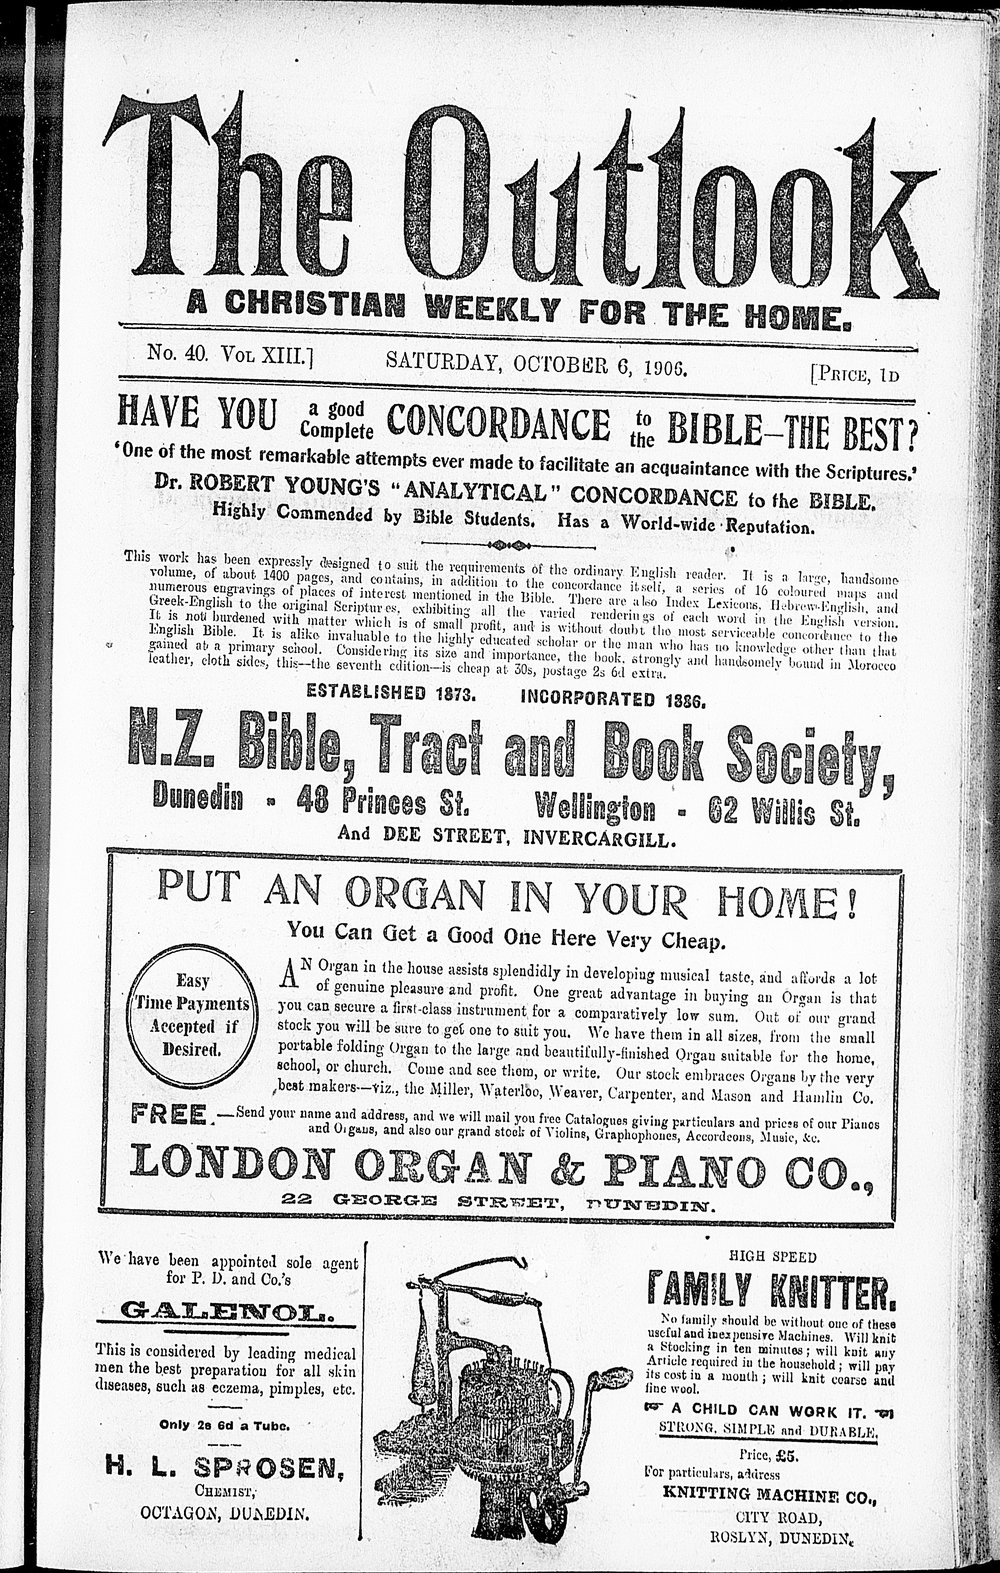 The Outlook
A CHRISTIAN WEEKLY FOR THE HOME.
No. 40. VOL XIII.]   SATURDAY, OCTOBER 6, 1906.   [PRICE, 1D
HAVE YOU a good Complete CONCORDANCE to the BIBLE—THE BEST?
'One of the most remarkable attempts ever made to facilitate an acquaintance with the Scriptures.'
Dr. ROBERT YOUNG'S "ANALYTICAL" CONCORDANCE to the BIBLE.
Highly Commended by Bible Students. Has a World-wide Reputation.
This work has been expressly designed to suit the requirements of the ordinary English reader. It is a large, handsome
volume, of about 1400 pages, and contains, in addition to the concordance itself, a series of 16 coloured maps and
numerous engravings of places of interest mentioned in the Bible. There are also Index Lexicons, Hebrew-English, and
Greek-English to the original Scriptures, exhibiting all the varied renderings of each word in the English version.
It is not burdened with matter which is of small profit, and is without doubt the most serviceable concordance to the
English Bible. It is alike invaluable to the highly educated scholar or the man who has no knowledge other than that
gained at a primary school. Considering its size and importance, the book, strongly and handsomely bound in Morocco
leather, cloth sides, this—the seventh edition—is cheap at 30s, postage 2s 6d extra.
ESTABLISHED 1873.   INCORPORATED 1886.
N.Z. Bible, Tract and Book Society,
Dunedin - 48 Princes St.   Wellington - 62 Willis St.
And DEE STREET, INVERCARGILL.
PUT AN ORGAN IN YOUR HOME!
You Can Get a Good One Here Very Cheap.
Easy
Time Payments
Accepted if
Desired.
AN Organ in the house assists splendidly in developing musical taste, and affords a lot
of genuine pleasure and profit. One great advantage in buying an Organ is that
you can secure a first-class instrument for a comparatively low sum. Out of our grand
stock you will be sure to get one to suit you. We have them in all sizes, from the small
portable folding Organ to the large and beautifully-finished Organ suitable for the home,
school, or church. Come and see them, or write. Our stock embraces Organs by the very
best makers—viz., the Miller, Waterloo, Weaver, Carpenter, and Mason and Hamlin Co.
FREE.—Send your name and address, and we will mail you free Catalogues giving particulars and prices of our Pianos
and Organs, and also our grand stock of Violins, Graphophones, Accordeons, Music, &c.
LONDON ORGAN & PIANO CO.,
22 GEORGE STREET, DUNEDIN.
We have been appointed sole agent
for P. D. and Co.'s
GALENOL.
This is considered by leading medical
men the best preparation for all skin
diseases, such as eczema, pimples, etc.
Only 2s 6d a Tube.
H. L. SPROSEN,
CHEMIST,
OCTAGON, DUNEDIN.
HIGH SPEED
FAMILY KNITTER.
No family should be without one of these
useful and inexpensive Machines. Will knit
a Stocking in ten minutes; will knit any
Article required in the household; will pay
its cost in a month; will knit coarse and
fine wool.
☞ A CHILD CAN WORK IT. ☜
STRONG, SIMPLE and DURABLE.
Price, £5.
For particulars, address
KNITTING MACHINE CO.,
CITY ROAD,
ROSLYN, DUNEDIN.